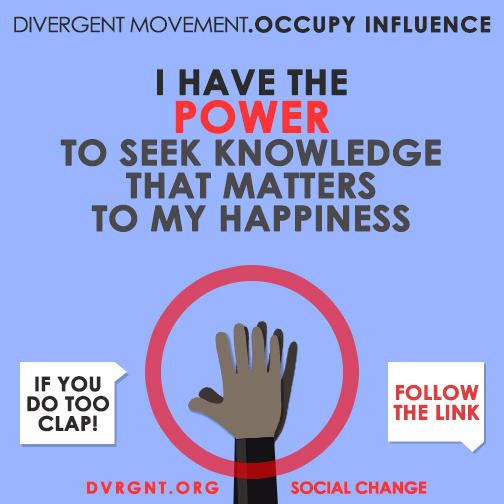 DIVERGENT MOVEMENT.OCCUPY INFLUENCE
I HAVE THE
POWER
TO SEEK KNOWLEDGE
THAT MATTERS
TO MY HAPPINESS
IF YOU
DO TOO
CLAP!
FOLLOW
THE LINK
DVRGNT.ORG SOCIAL CHANGE